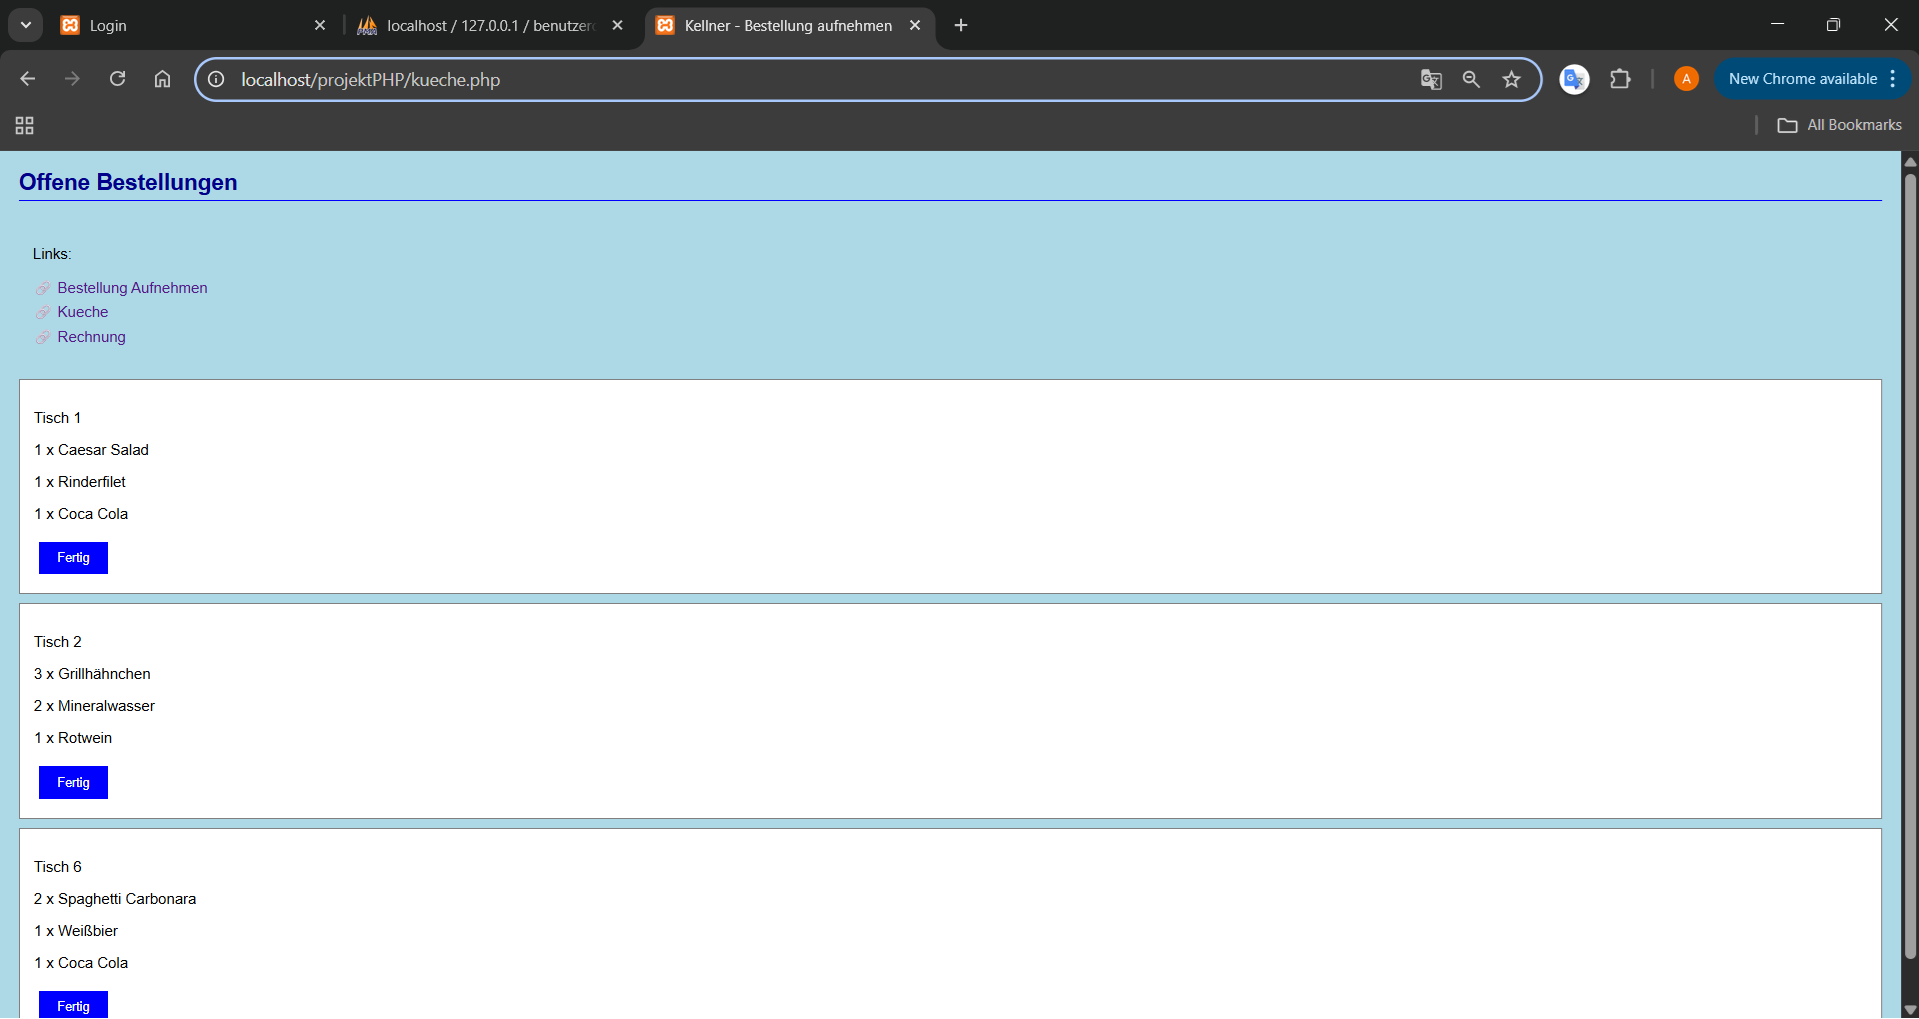 Login
localhost / 127.0.0.1 / benutzer
Kellner - Bestellung aufnehmen
localhost/projektPHP/kueche.php
A
New Chrome available
All Bookmarks
Offene Bestellungen
Links:
Bestellung Aufnehmen
Kueche
Rechnung
Tisch 1
1 x Caesar Salad
1 x Rinderfilet
1 x Coca Cola
Fertig
Tisch 2
3 x Grillhähnchen
2 x Mineralwasser
1 x Rotwein
Fertig
Tisch 6
2 x Spaghetti Carbonara
1 x Weißbier
1 x Coca Cola
Fertig